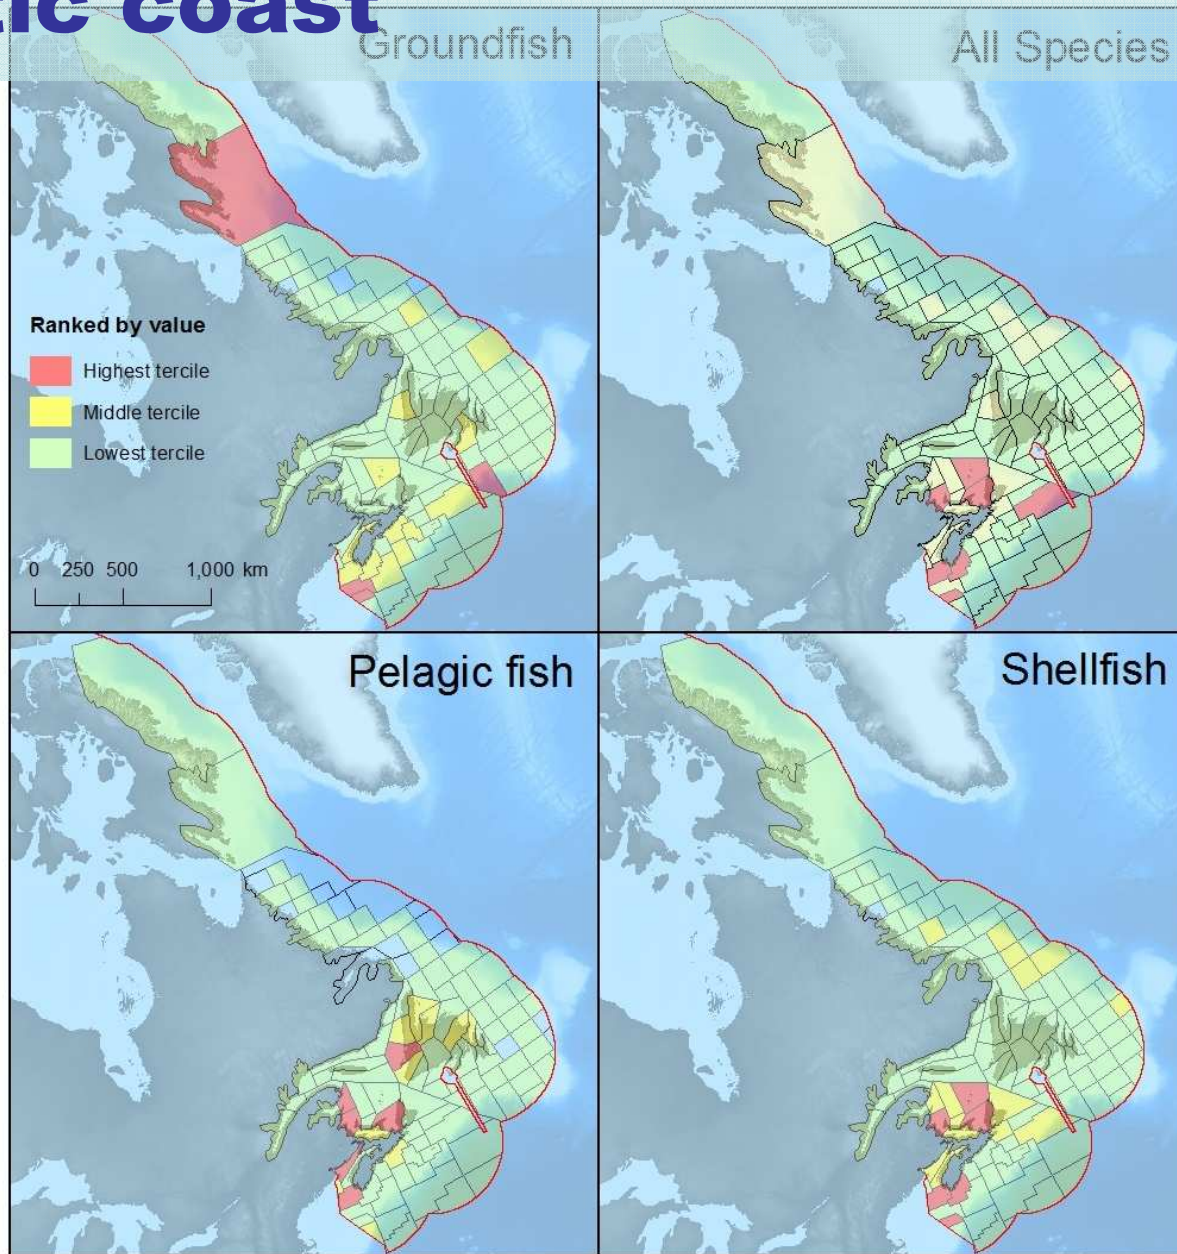 tic coast
Groundfish
All Species
Ranked by value
Highest tercile
Middle tercile
Lowest tercile
0 250 500 1,000 km
Pelagic fish
Shellfish